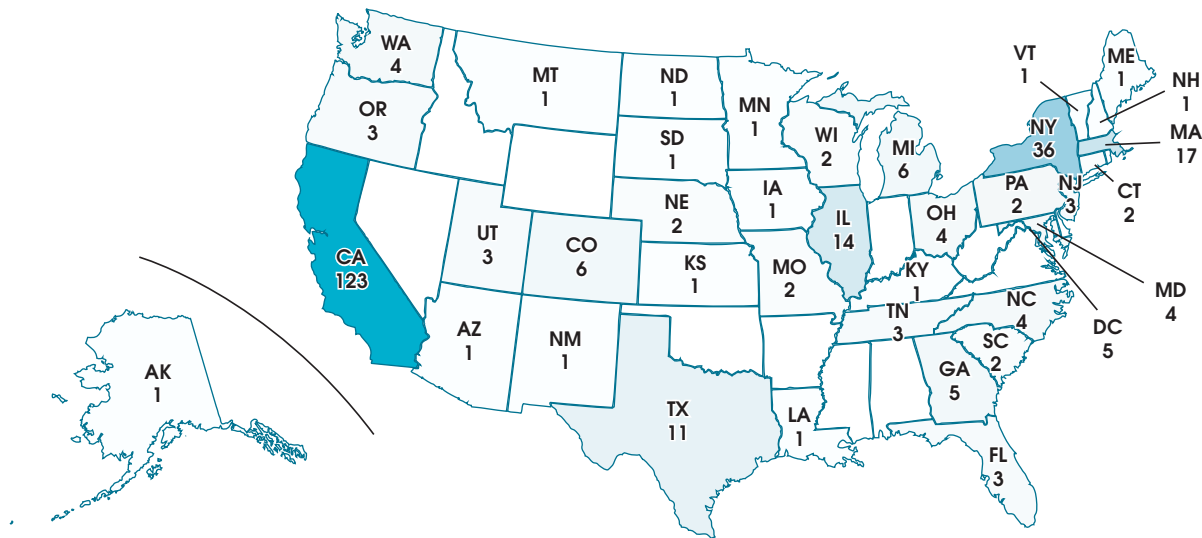 WA
4
MT
1
ND
1
MN
1
VT
1
ME
1
NH
1
OR
3
SD
1
WI
2
MI
6
NY
36
MA
17
IA
1
NE
2
PA
2
NJ
3
CT
2
IL
14
OH
4
UT
3
CO
6
CA
123
KS
1
MO
2
KY
1
MD
4
NC
4
TN
3
DC
5
AZ
1
NM
1
SC
2
GA
5
AK
1
TX
11
LA
1
FL
3